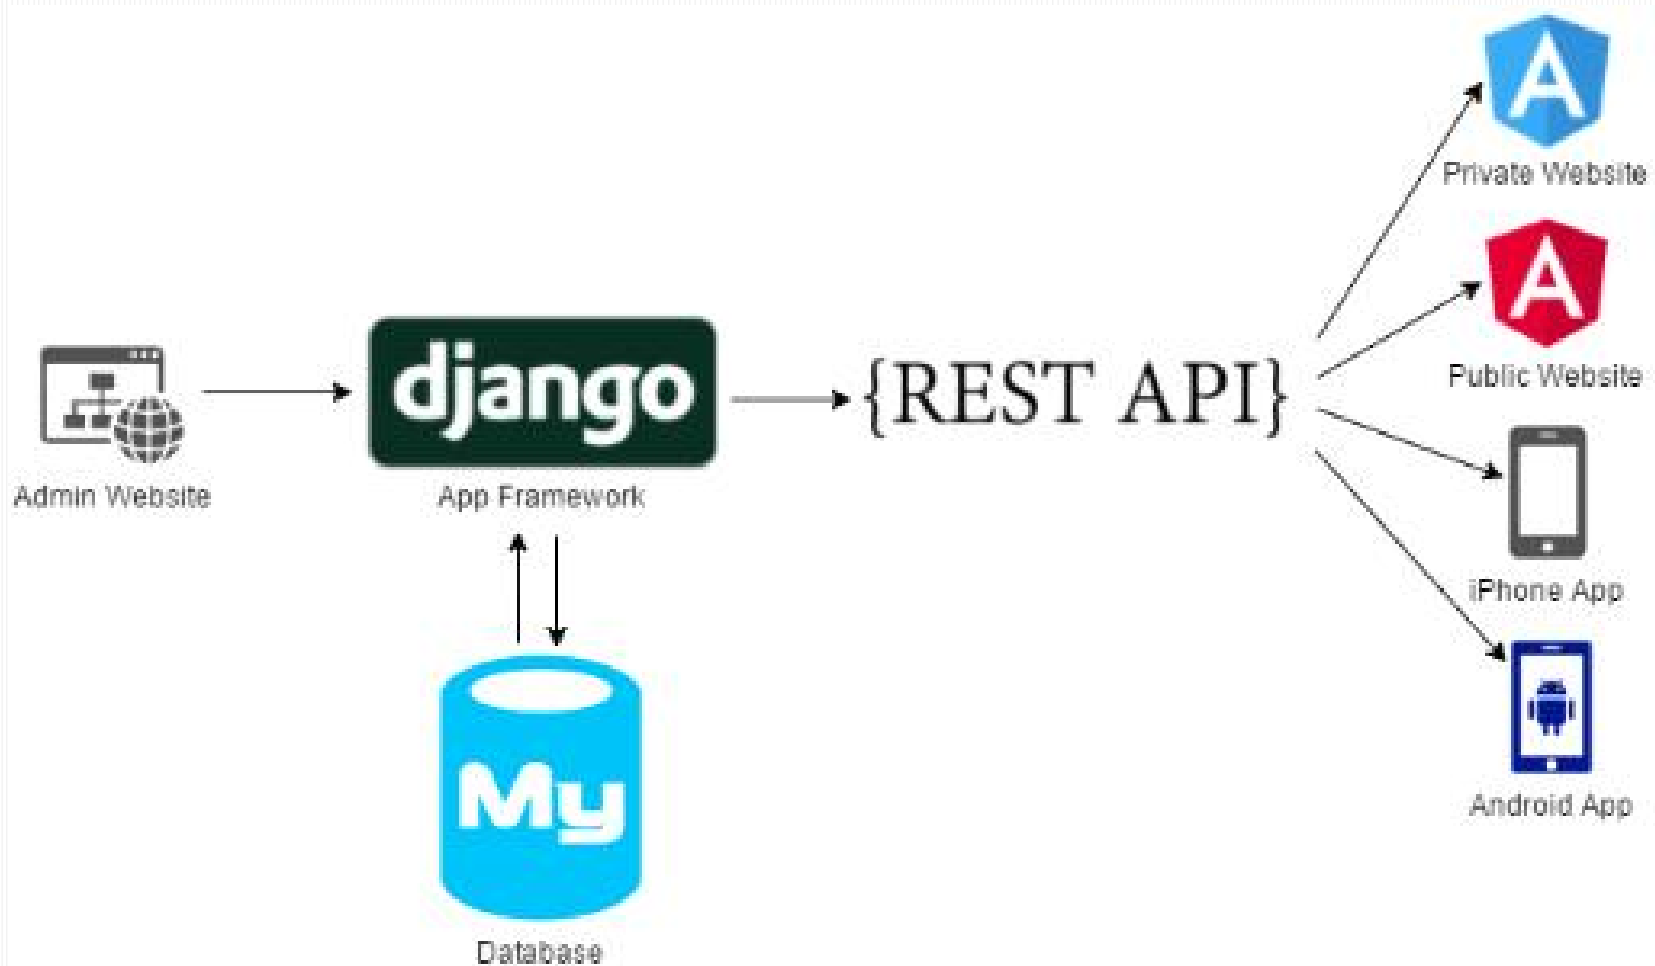 A
Private Website
A
Public Website
django
{REST API}
Admin Website
App Framework
iPhone App
My
Android App
Database